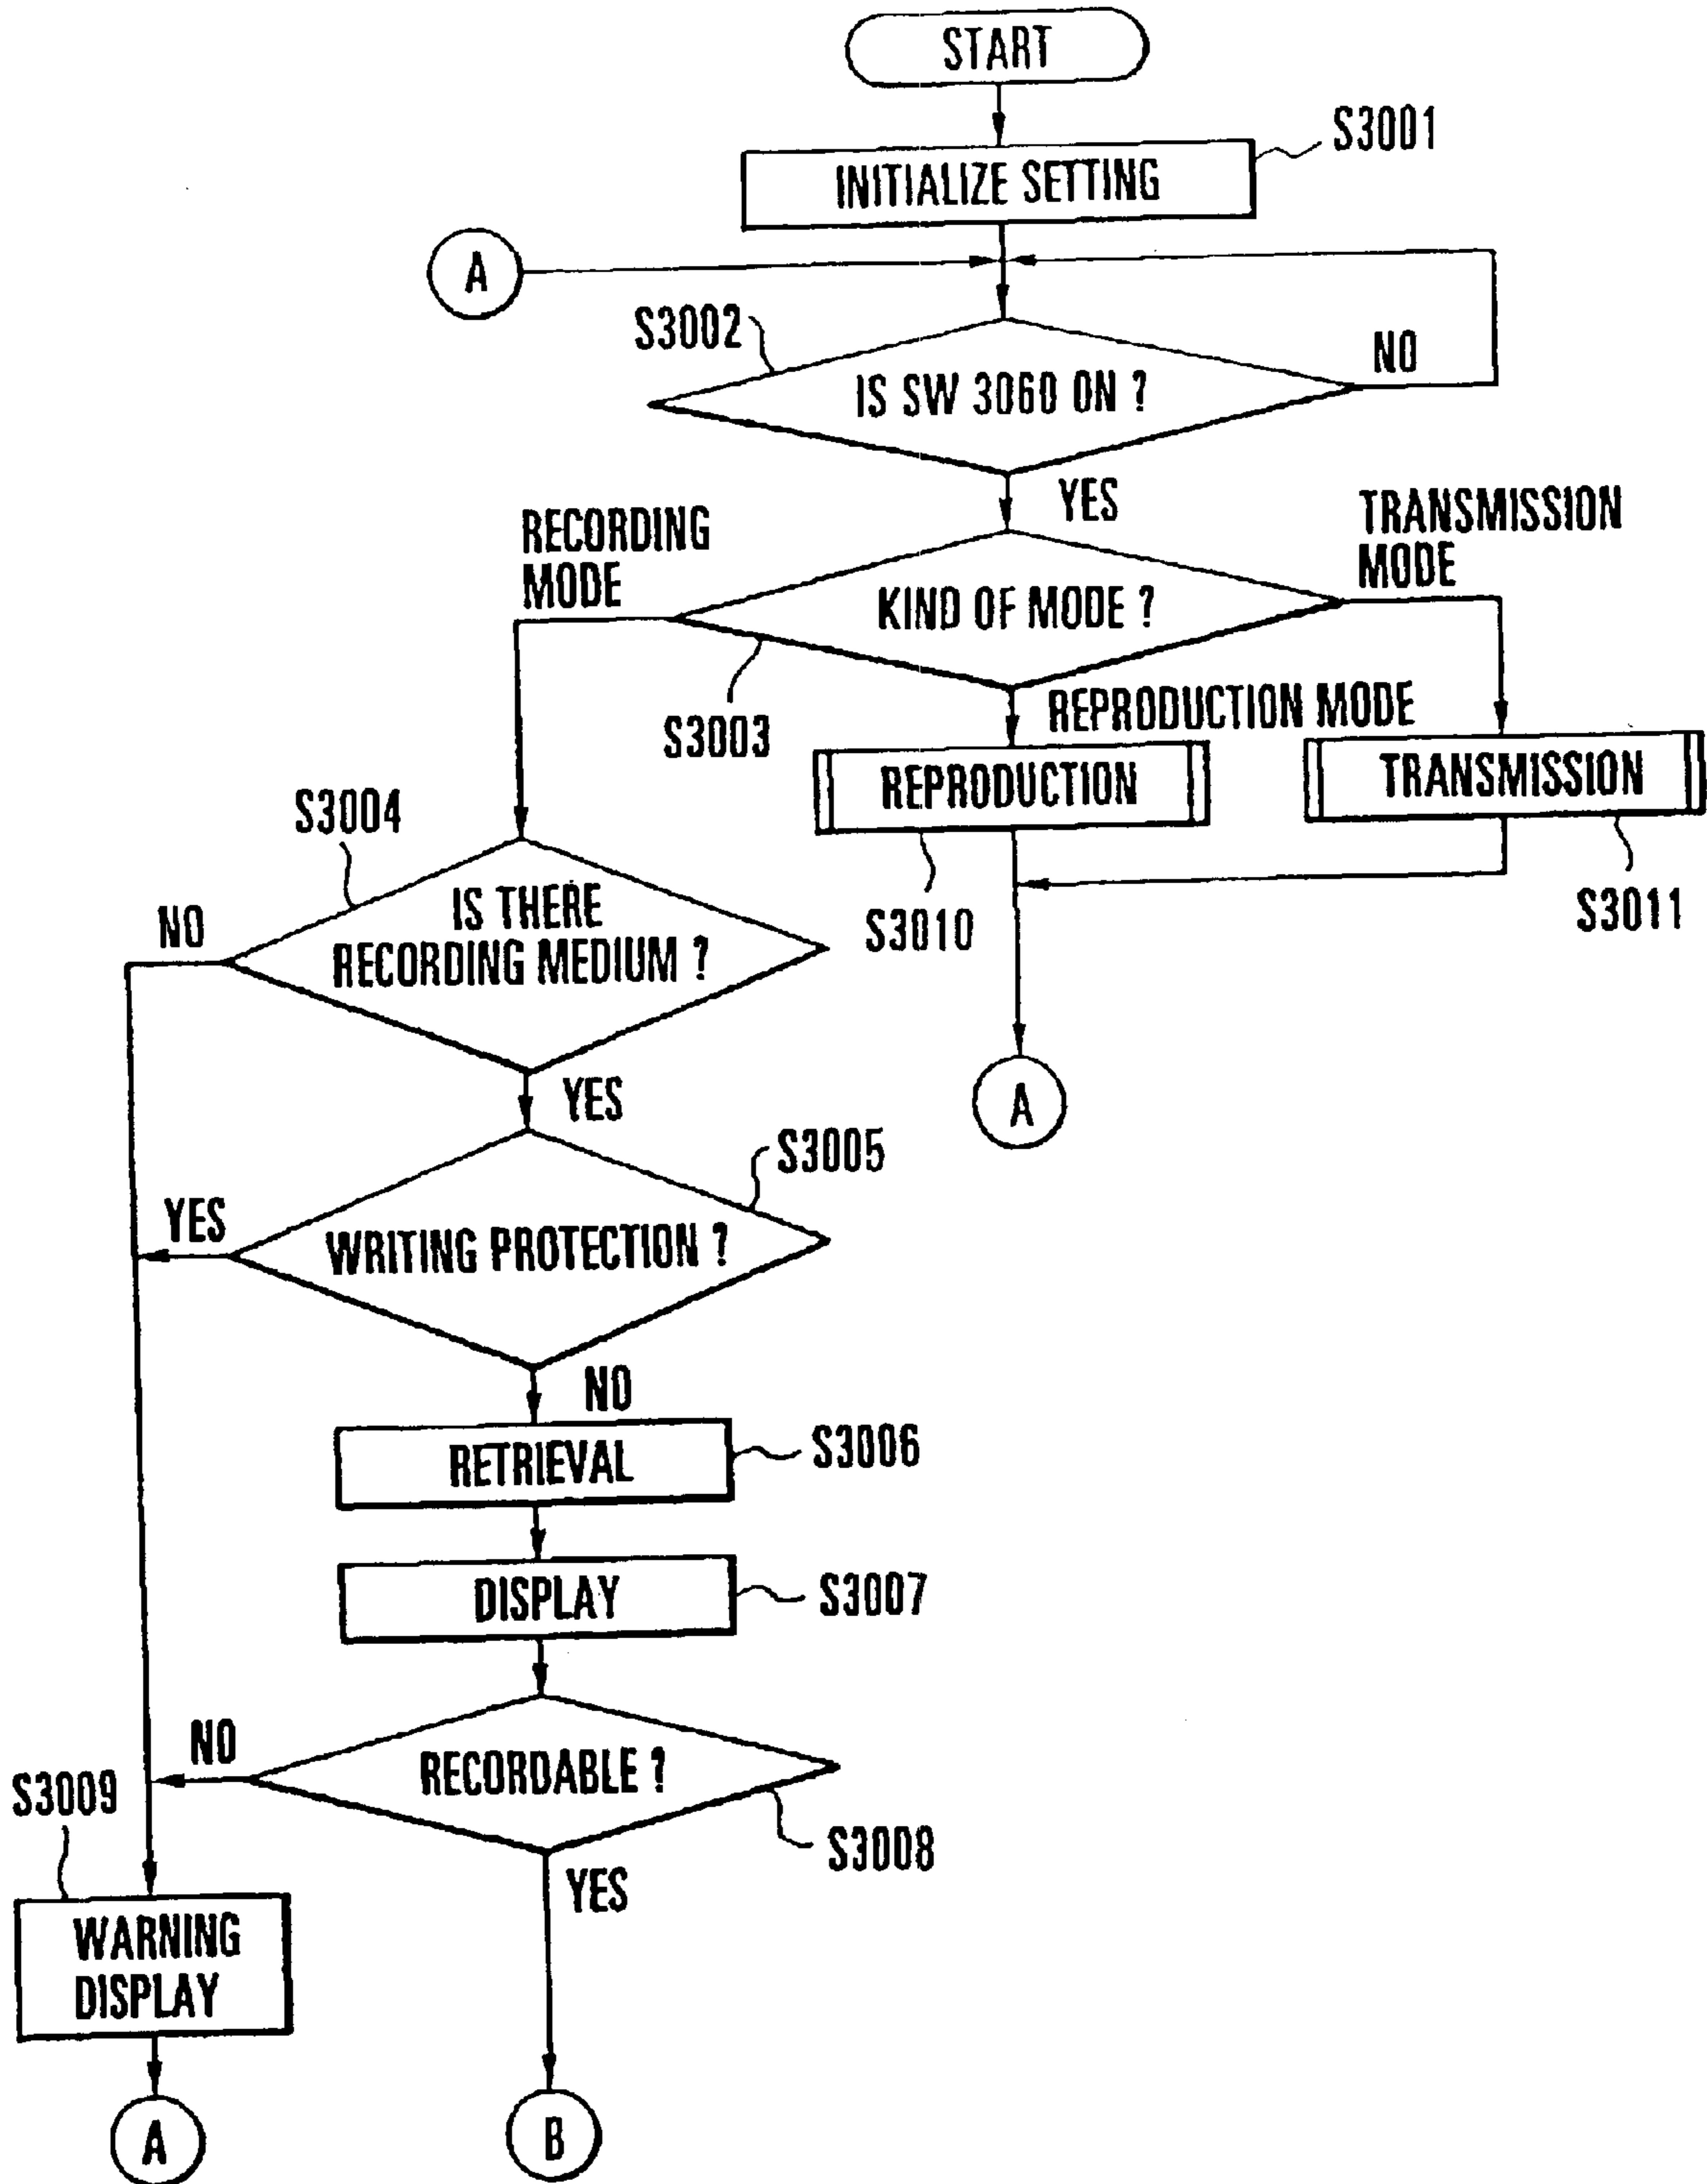 START
S3001
INITIALIZE SETTING
A
S3002
NO
IS SW 3060 ON ?
YES
RECORDING
MODE
TRANSMISSION
MODE
KIND OF MODE ?
S3003
REPRODUCTION MODE
REPRODUCTION
TRANSMISSION
S3004
S3010
S3011
NO
IS THERE
RECORDING MEDIUM ?
A
YES
S3005
YES
WRITING PROTECTION ?
NO
RETRIEVAL
S3006
DISPLAY
S3007
NO
RECORDABLE ?
S3009
S3008
YES
WARNING
DISPLAY
A
B